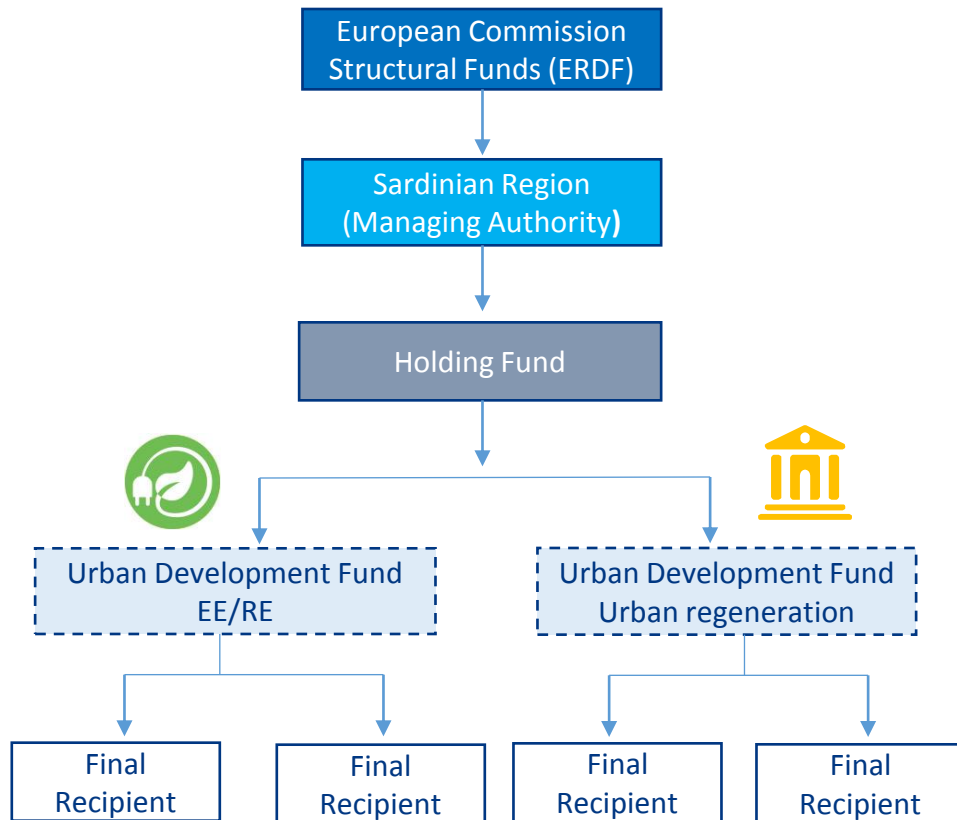 European Commission
Structural Funds (ERDF)
Sardinian Region
(Managing Authority)
Holding Fund
Urban Development Fund
EE/RE
Urban Development Fund
Urban regeneration
Final
Recipient
Final
Recipient
Final
Recipient
Final
Recipient